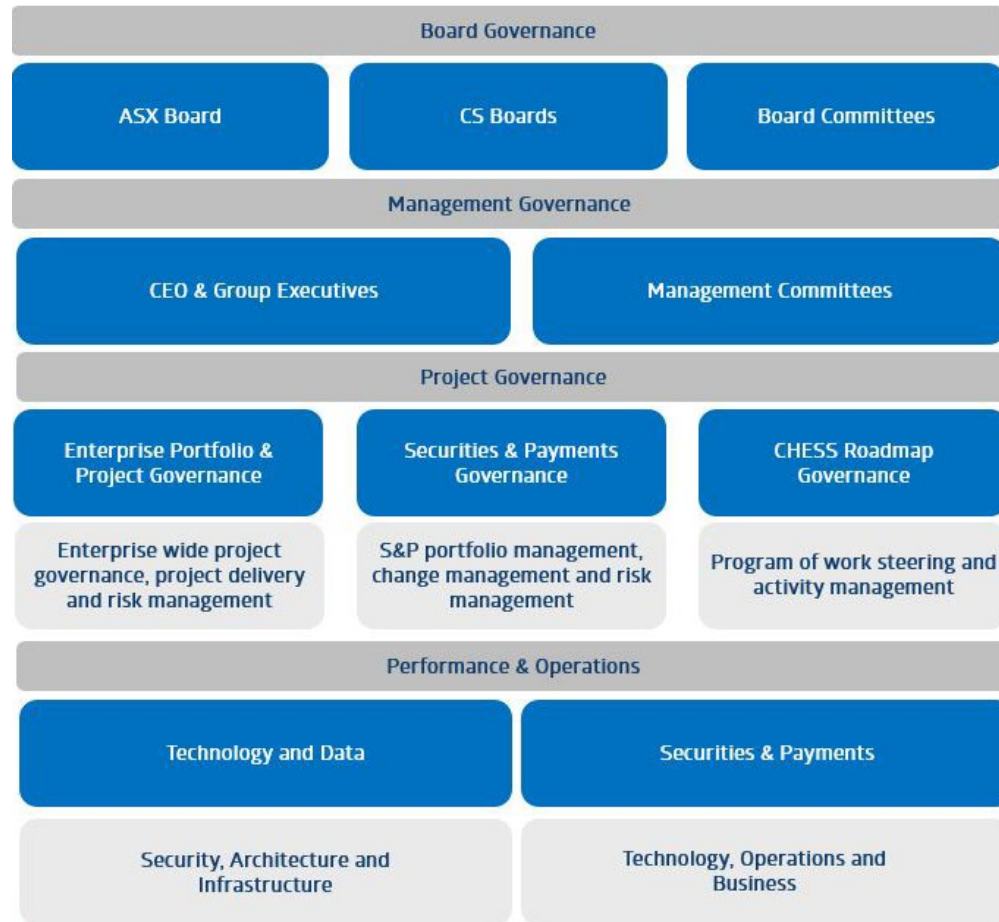 Board Governance
ASX Board
CS Boards
Board Committees
Management Governance
CEO & Group Executives
Management Committees
Project Governance
Enterprise Portfolio &
Project Governance
Securities & Payments
Governance
CHESS Roadmap
Governance
Enterprise wide project
governance, project delivery
and risk management
S&P portfolio management,
change management and risk
management
Program of work steering and
activity management
Performance & Operations
Technology and Data
Securities & Payments
Security, Architecture and
Infrastructure
Technology, Operations and
Business